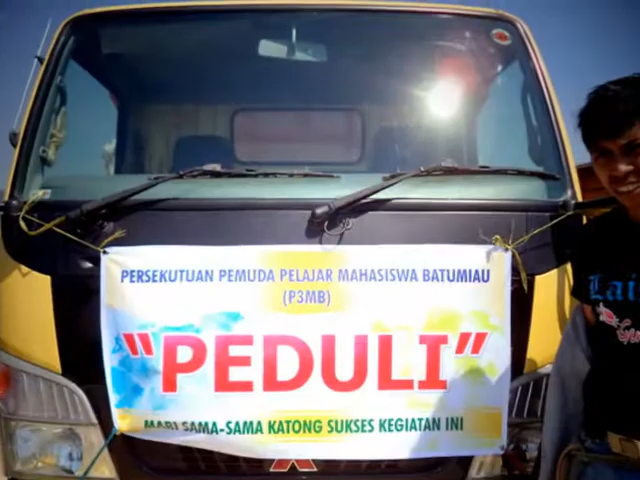 PERSEKUTUAN PEMUDA PELAJAR MAHASISWA BATUMIAU
(P3MB)
"PEDULI"
MARI SAMA-SAMA KATONG SUKSES KEGIATAN INI